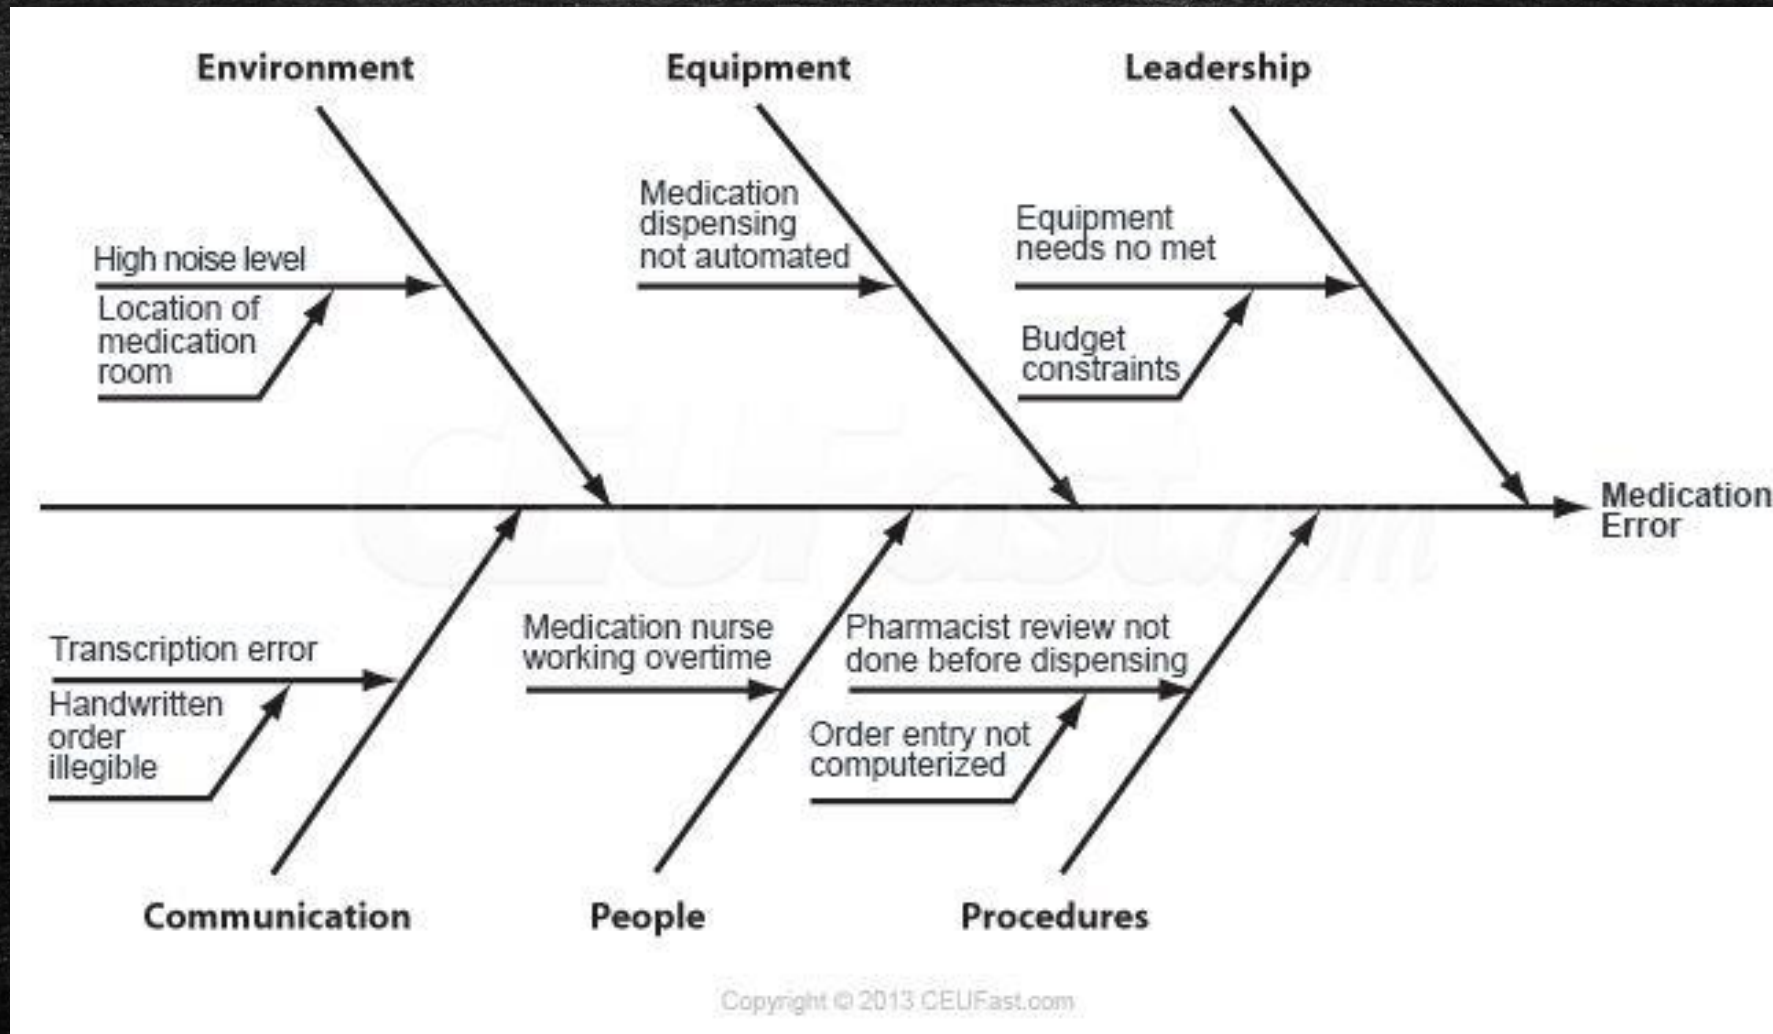 Environment
Equipment
Leadership
High noise level
Location of
medication
room
Medication
dispensing
not automated
Equipment
needs no met
Budget
constraints
CEUFast.com
Medication
Error
Transcription error
Handwritten
order
illegible
Medication nurse
working overtime
Pharmacist review not
done before dispensing
Order entry not
computerized
Communication
People
Procedures
Copyright © 2013 CEUFast.com